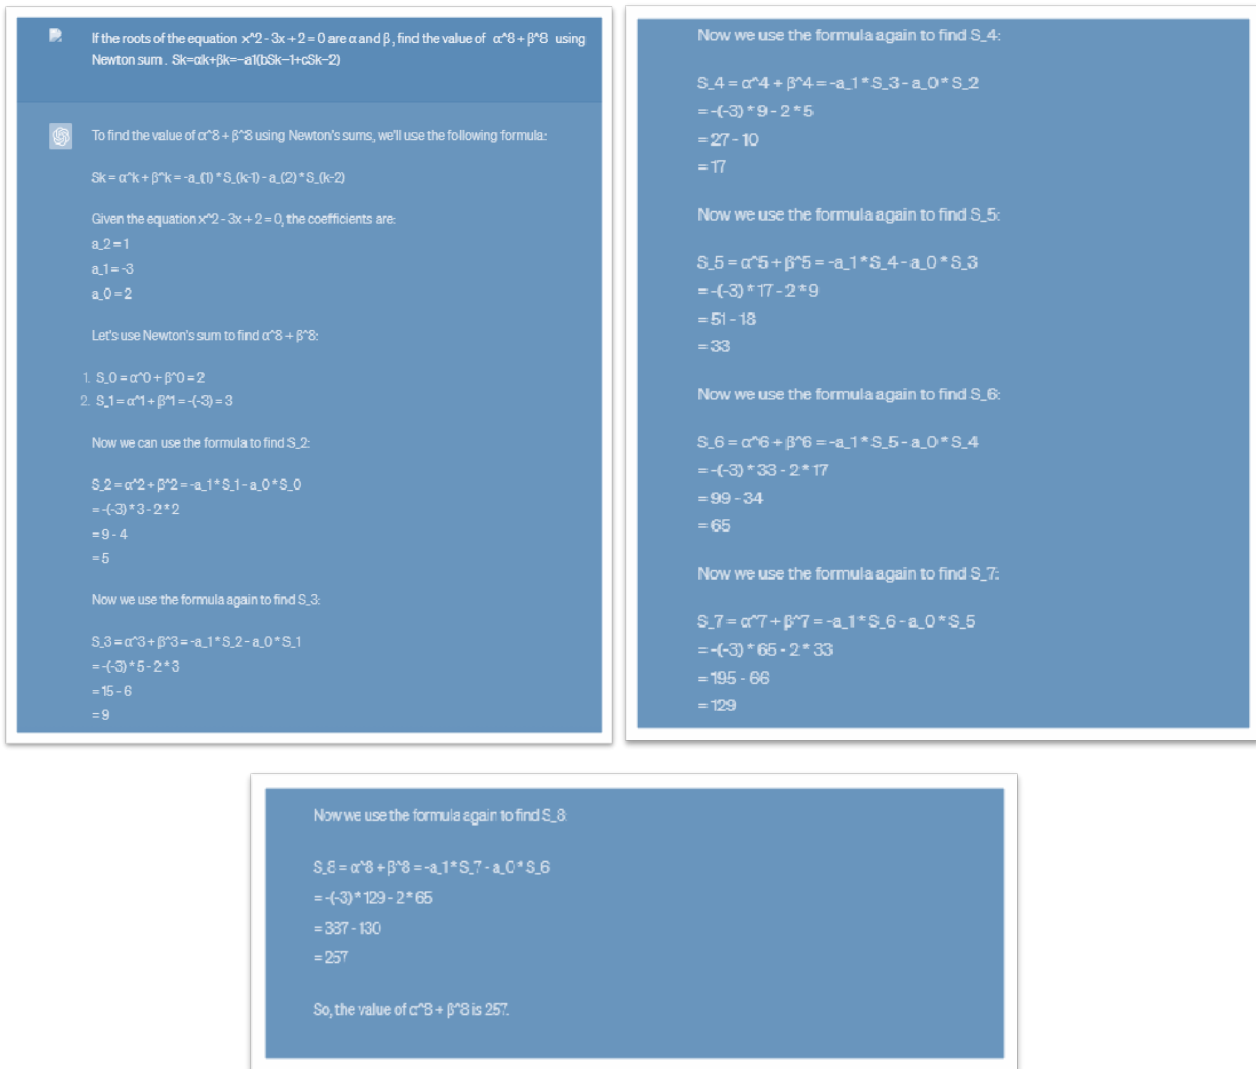 If the roots of the equation x^2 - 3x + 2 = 0 are α and β, find the value of α^8 + β^8 using
Newton sum. Sk=αk+βk=−a1(bSk−1+cSk−2)
To find the value of α^8 + β^8 using Newton's sums, we'll use the following formula:
Sk = α^k + β^k = -a_(1) * S_(k-1) - a_(2) * S_(k-2)
Given the equation x^2 - 3x + 2 = 0, the coefficients are:
a_2 = 1
a_1 = -3
a_0 = 2
Let's use Newton's sum to find α^8 + β^8:
1. S_0 = α^0 + β^0 = 2
2. S_1 = α^1 + β^1 = -(-3) = 3
Now we can use the formula to find S_2:
S_2 = α^2 + β^2 = -a_1 * S_1 - a_0 * S_0
= -(-3) * 3 - 2 * 2
= 9 - 4
= 5
Now we use the formula again to find S_3:
S_3 = α^3 + β^3 = -a_1 * S_2 - a_0 * S_1
= -(-3) * 5 - 2 * 3
= 15 - 6
= 9
Now we use the formula again to find S_4:
S_4 = α^4 + β^4 = -a_1 * S_3 - a_0 * S_2
= -(-3) * 9 - 2 * 5
= 27 - 10
= 17
Now we use the formula again to find S_5:
S_5 = α^5 + β^5 = -a_1 * S_4 - a_0 * S_3
= -(-3) * 17 - 2 * 9
= 51 - 18
= 33
Now we use the formula again to find S_6:
S_6 = α^6 + β^6 = -a_1 * S_5 - a_0 * S_4
= -(-3) * 33 - 2 * 17
= 99 - 34
= 65
Now we use the formula again to find S_7:
S_7 = α^7 + β^7 = -a_1 * S_6 - a_0 * S_5
= -(-3) * 65 - 2 * 33
= 195 - 66
= 129
Now we use the formula again to find S_8:
S_8 = α^8 + β^8 = -a_1 * S_7 - a_0 * S_6
= -(-3) * 129 - 2 * 65
= 387 - 130
= 257
So, the value of α^8 + β^8 is 257.